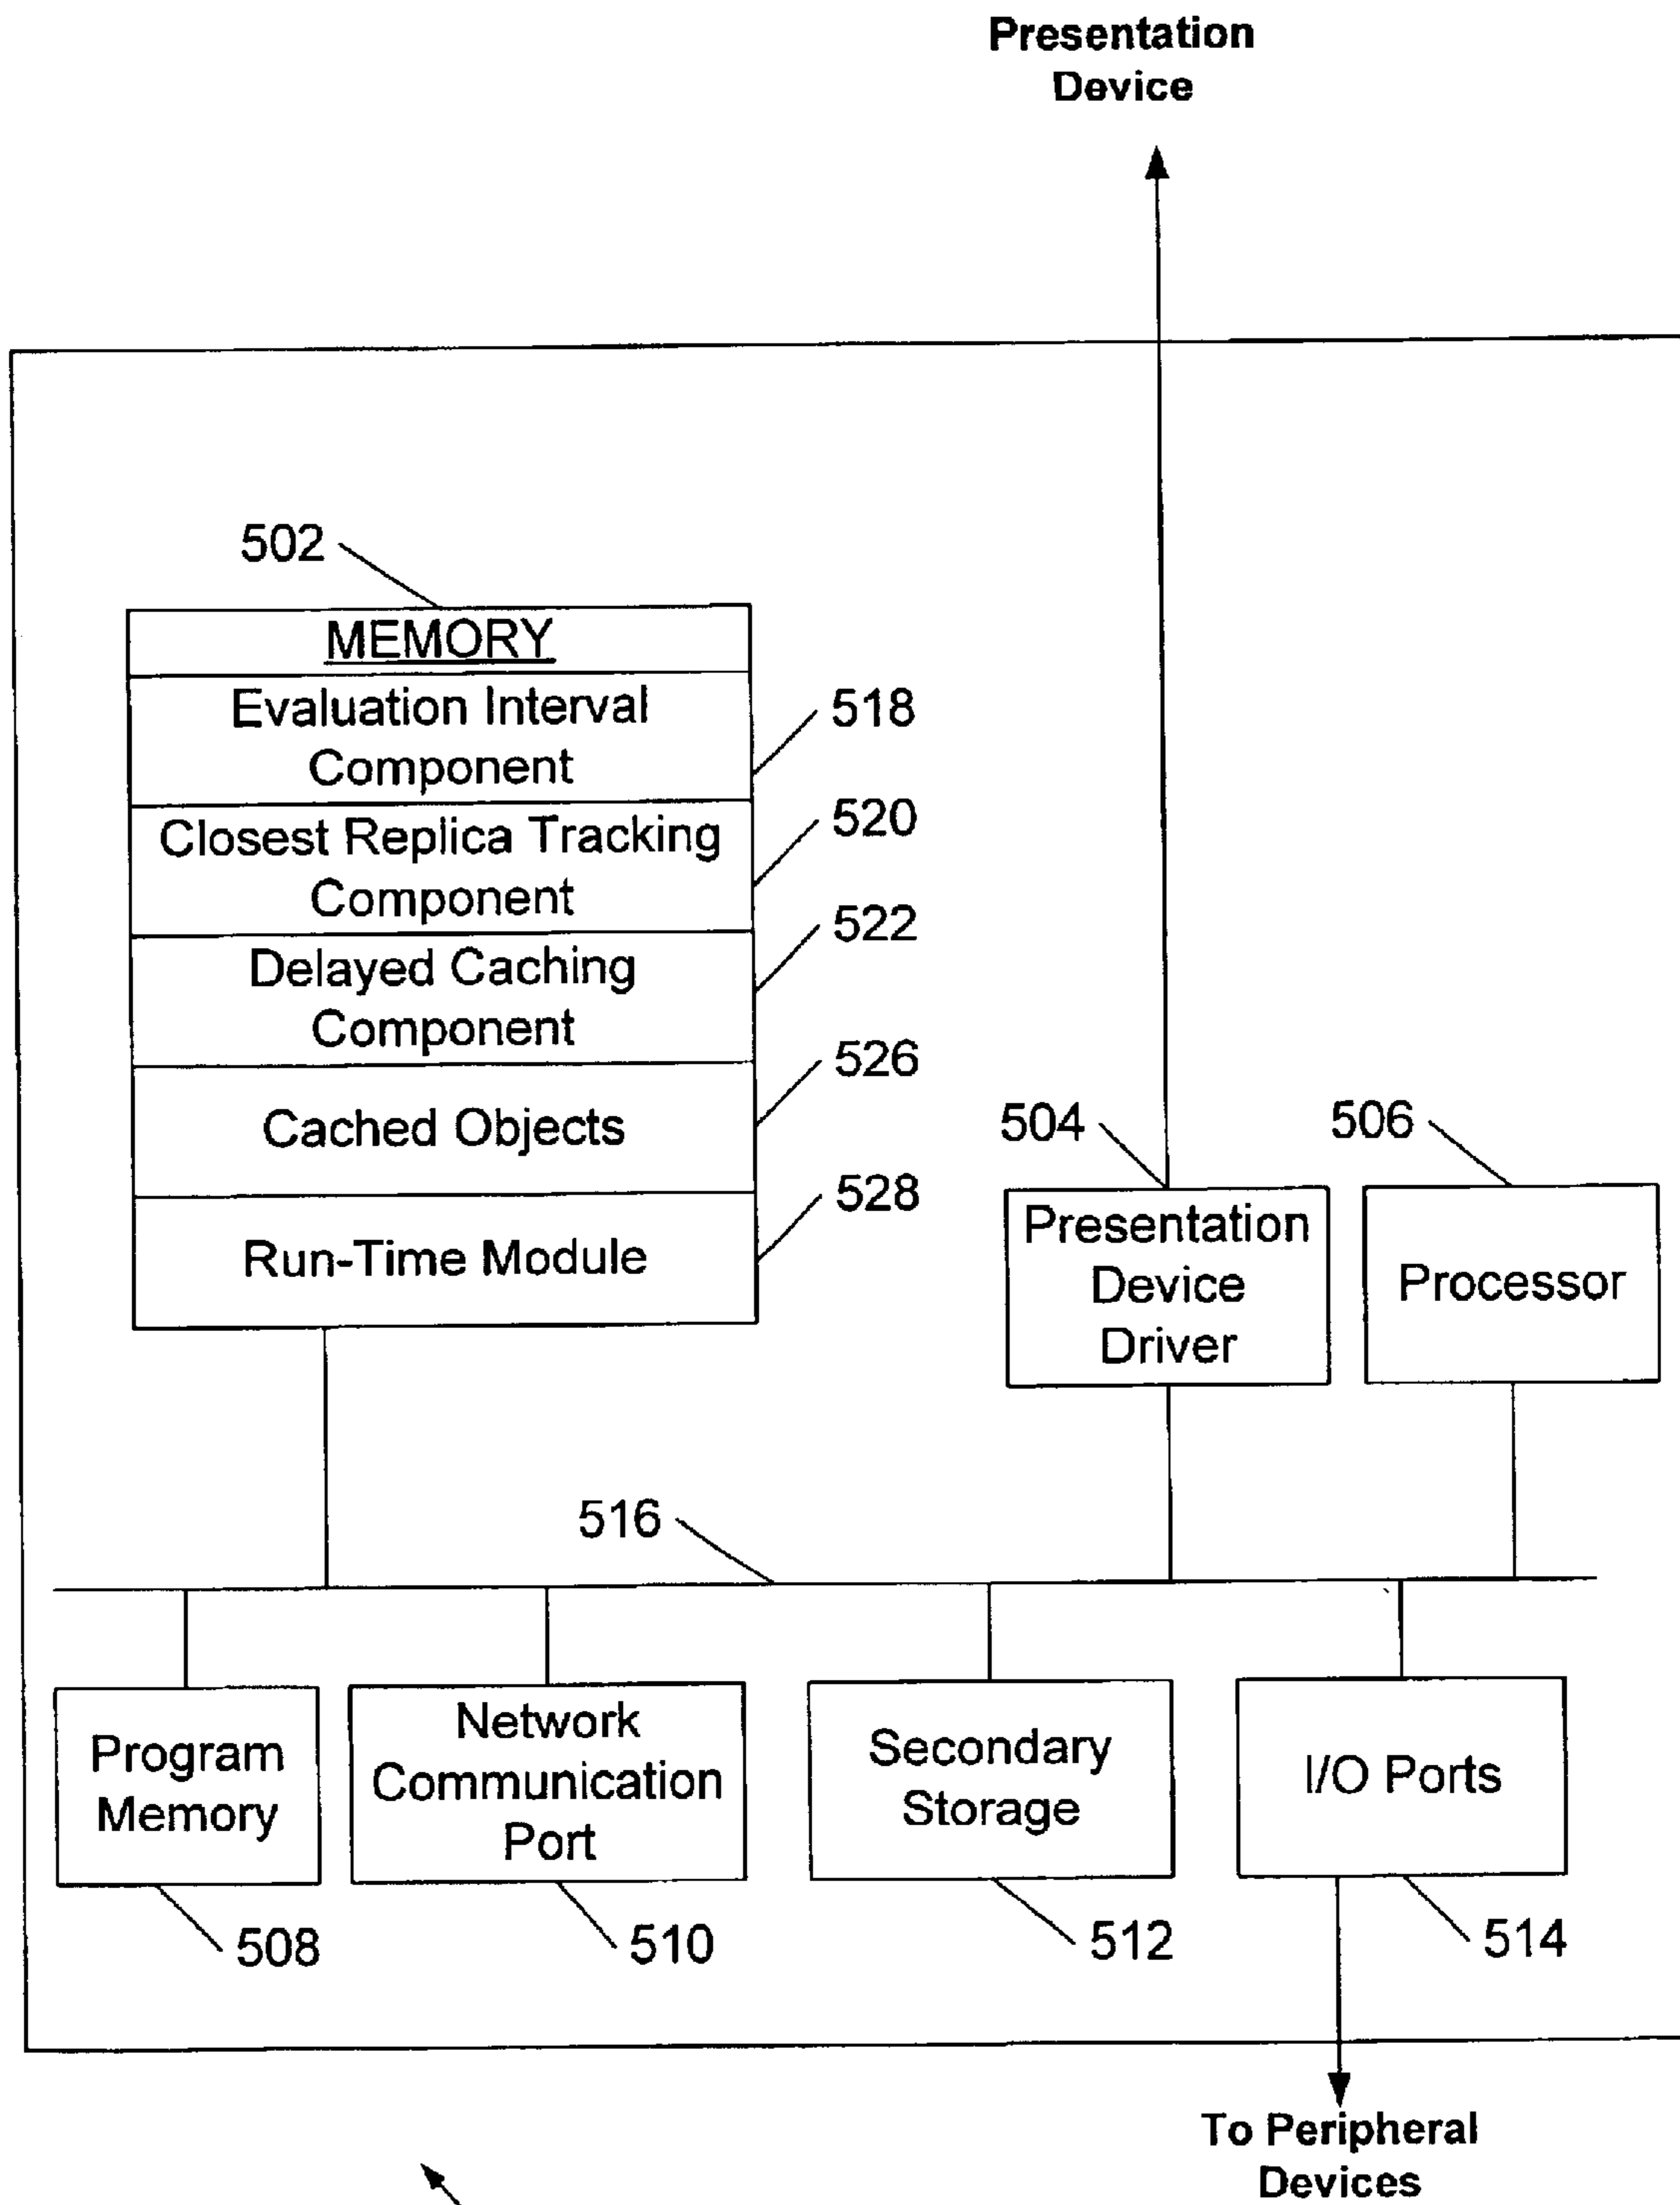 Presentation
Device
502
MEMORY
Evaluation Interval
Component
518
Closest Replica Tracking
Component
520
Delayed Caching
Component
522
Cached Objects
526
Run-Time Module
528
504
Presentation
Device
Driver
506
Processor
516
Program
Memory
508
Network
Communication
Port
510
Secondary
Storage
512
I/O Ports
514
To Peripheral
Devices